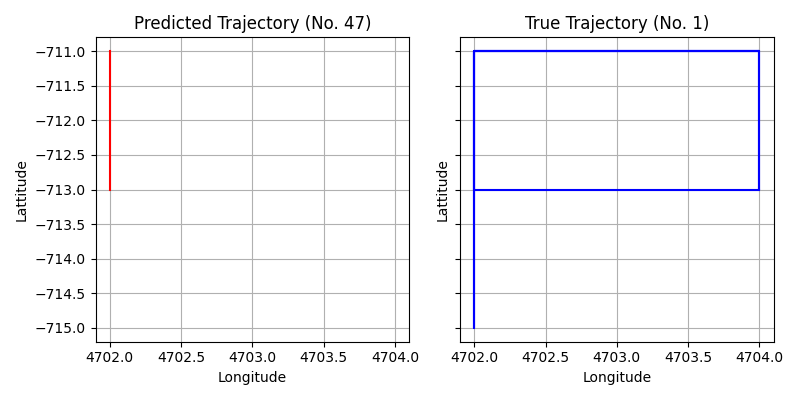 Predicted Trajectory (No. 47)
Lattitude
−711.0
−711.5
−712.0
−712.5
−713.0
−713.5
−714.0
−714.5
−715.0
4702.0 4702.5 4703.0 4703.5 4704.0
Longitude
True Trajectory (No. 1)
Lattitude
4702.0 4702.5 4703.0 4703.5 4704.0
Longitude